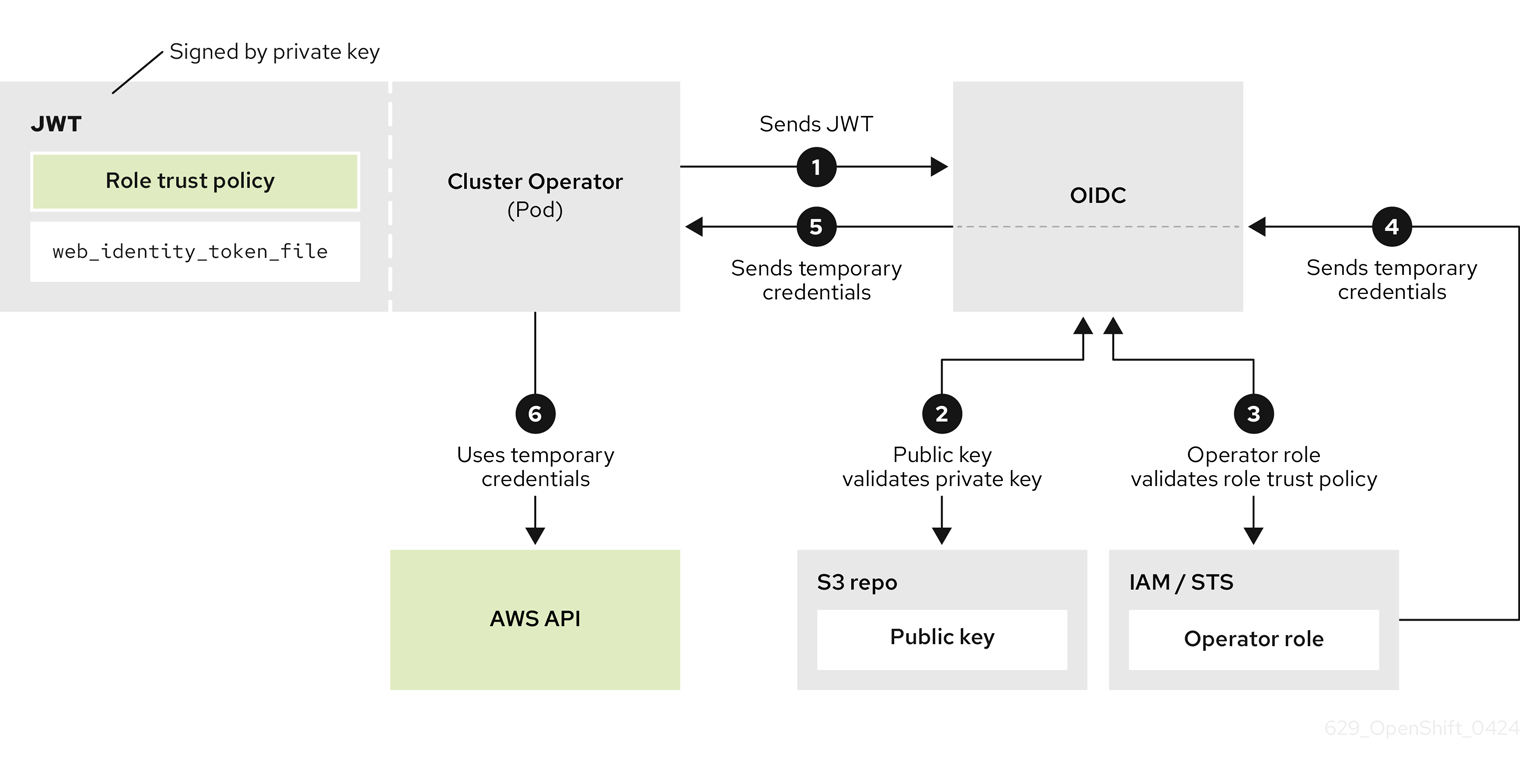 Signed by private key
JWT
Role trust policy
web_identity_token_file
Cluster Operator
(Pod)
Sends JWT
1
5
Sends temporary
credentials
OIDC
4
Sends temporary
credentials
6
Uses temporary
credentials
2
Public key
validates private key
3
Operator role
validates role trust policy
AWS API
S3 repo
Public key
IAM / STS
Operator role
629_OpenShift_0424